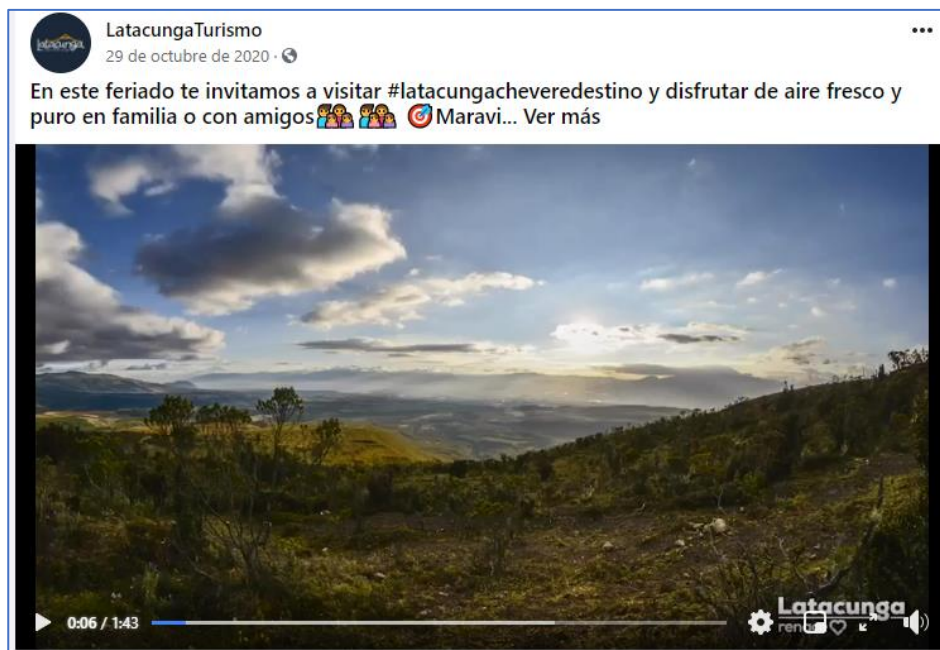 LatacungaTurismo
29 de octubre de 2020
En este feriado te invitamos a visitar #latacungacheveredestino y disfrutar de aire fresco y
puro en familia o con amigos👨‍👩‍👧👨‍👩‍👧 🎯Maravi... Ver más
Latacunga
0:06 / 1:43